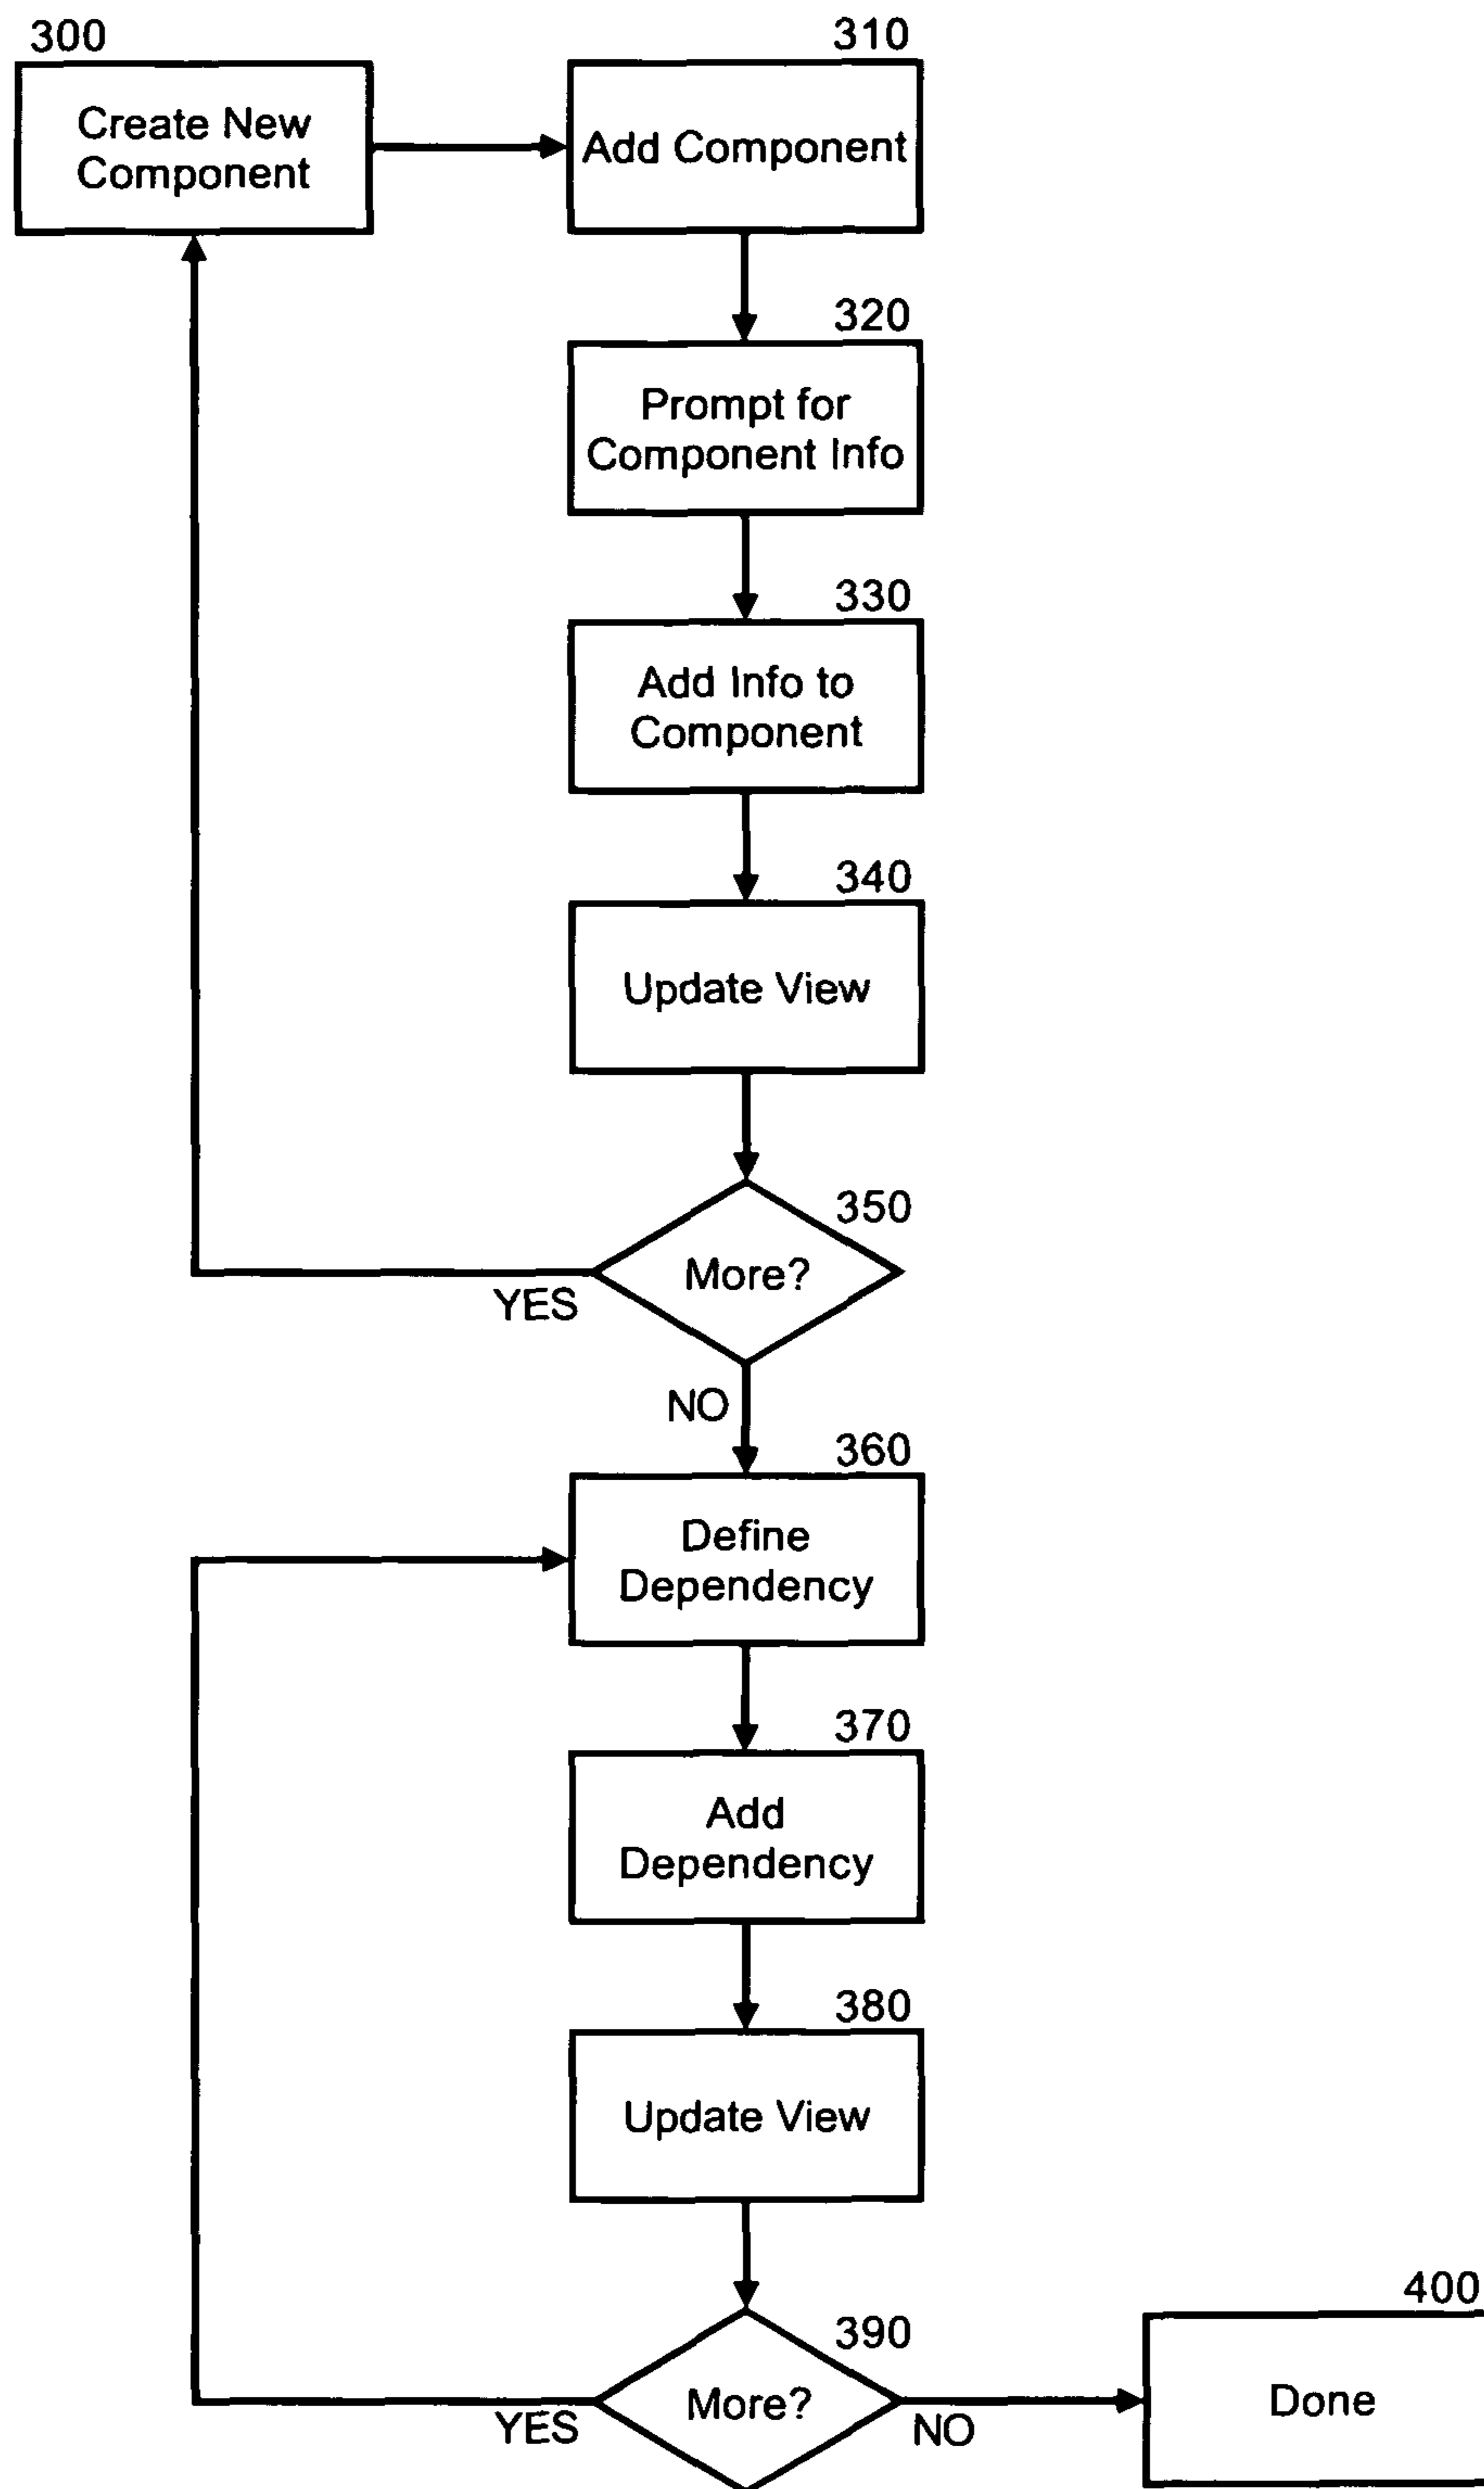 300
Create New
Component
310
Add Component
320
Prompt for
Component Info
330
Add Info to
Component
340
Update View
350
More?
YES
NO
360
Define
Dependency
370
Add
Dependency
380
Update View
390
More?
YES
NO
400
Done